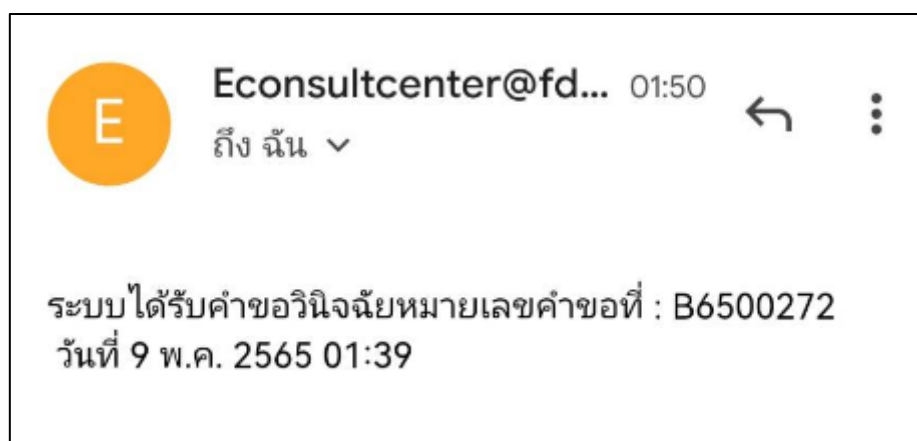 E
Econsultcenter@fd... 01:50
ถึง ฉัน
ระบบได้รับคำขอวินิจฉัยหมายเลขคำขอที่ : B6500272
วันที่ 9 พ.ค. 2565 01:39